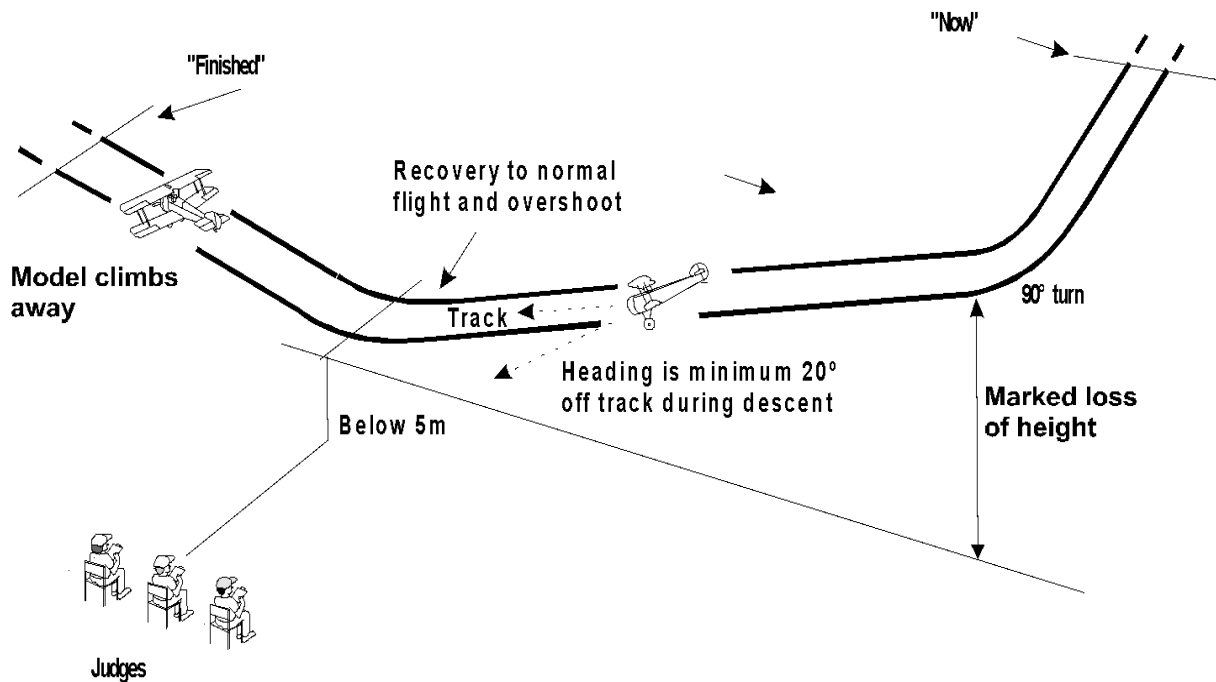 "Now"
"Finished"
Recovery to normal
flight and overshoot
Model climbs
away
Track
90° turn
Heading is minimum 20°
off track during descent
Marked loss
of height
Below 5m
Judges